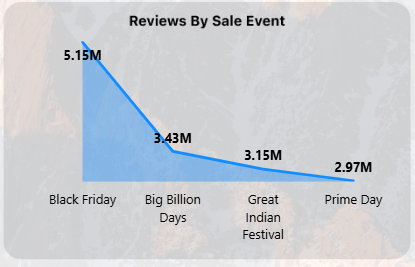 Reviews By Sale Event
5.15M
3.43M
3.15M
2.97M
Black Friday
Big Billion
Days
Great
Indian
Festival
Prime Day